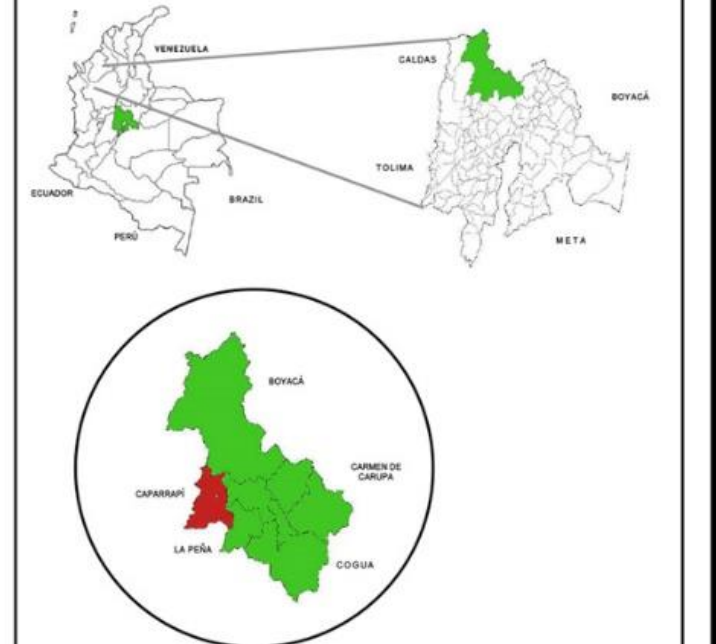 VENEZUELA
ECUADOR
BRAZIL
PERÚ
CALDAS
BOYACÁ
TOLIMA
META
BOYACÁ
CARMEN DE
CARUPA
CAPARRAPÍ
LA PEÑA
COGUA